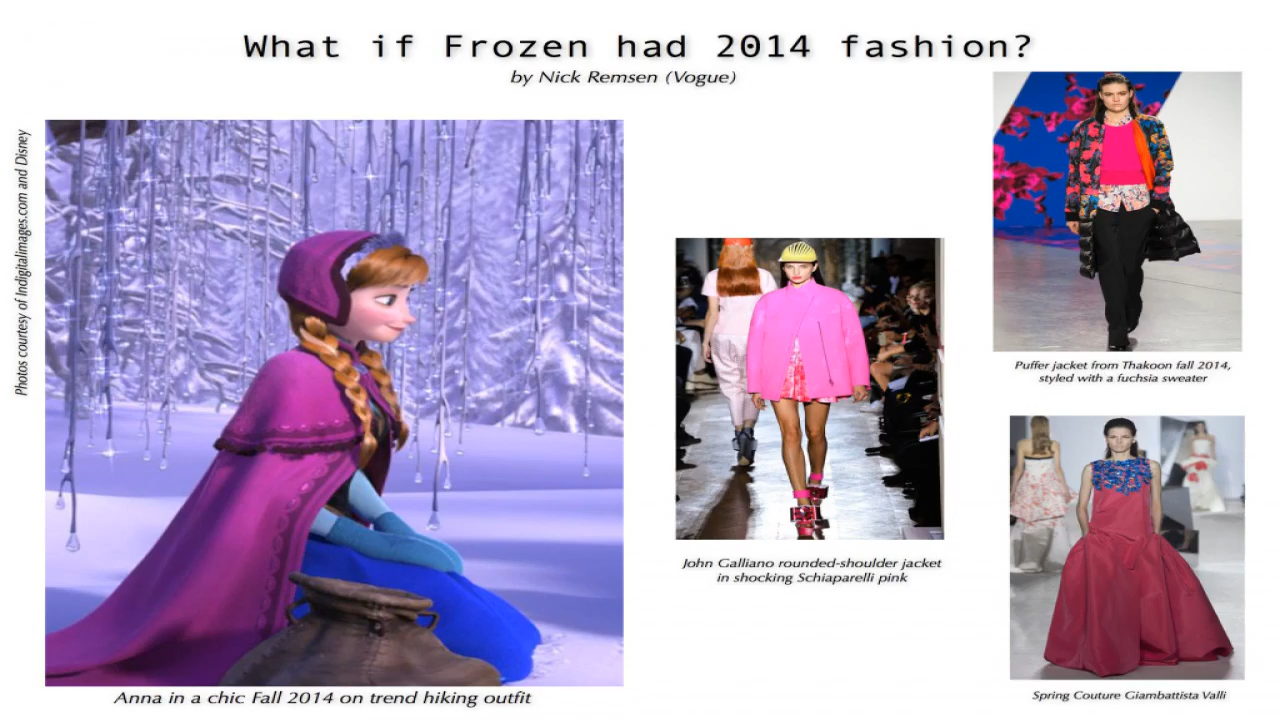 What if Frozen had 2014 fashion?
by Nick Remsen (Vogue)
Photos courtesy of Indigitalimages.com and Disney
Puffer jacket from Thakoon fall 2014,
styled with a fuchsia sweater
John Galliano rounded-shoulder jacket
in shocking Schiaparelli pink
Anna in a chic Fall 2014 on trend hiking outfit
Spring Couture Giambattista Valli